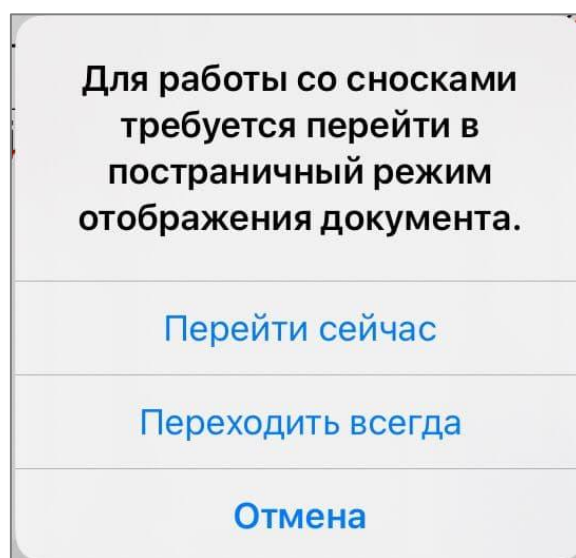 Для работы со сносками
требуется перейти в
постраничный режим
отображения документа.
Перейти сейчас
Переходить всегда
Отмена